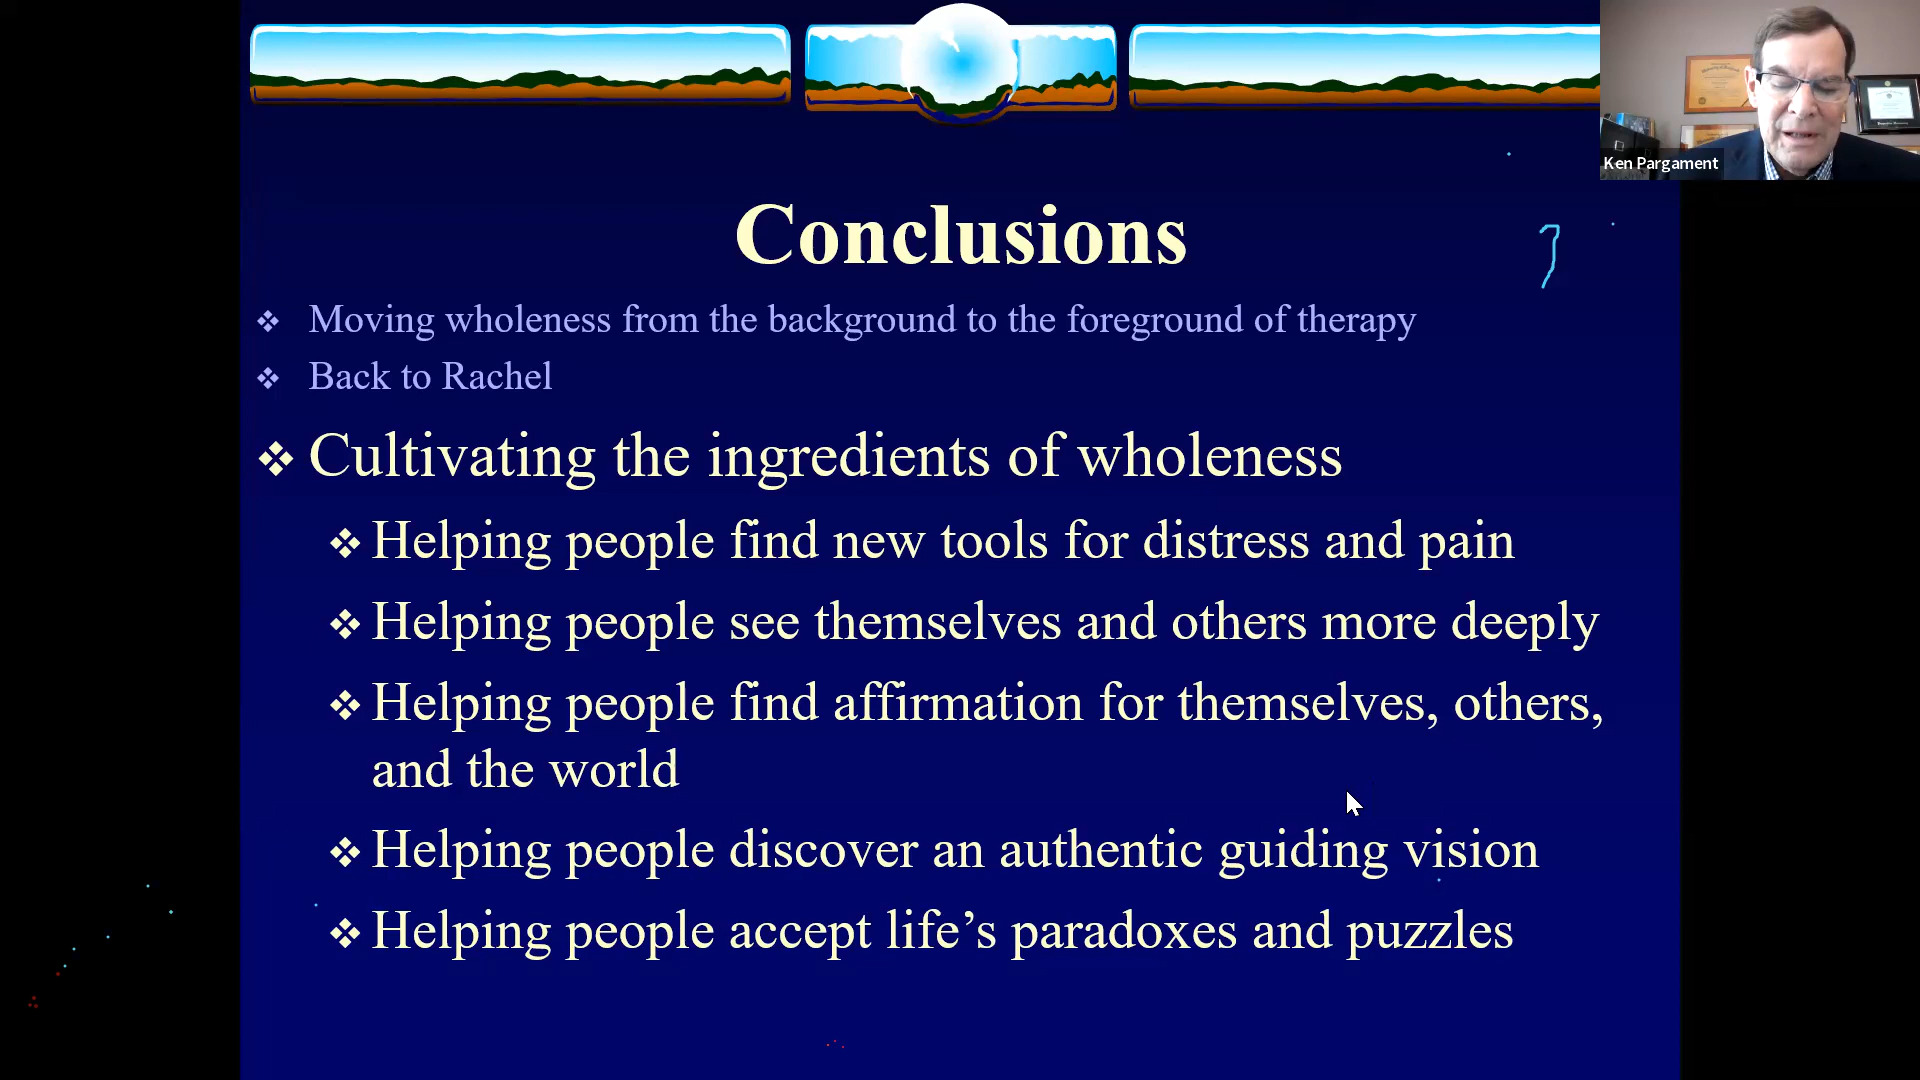 Ken Pargament
Conclusions
❖ Moving wholeness from the background to the foreground of therapy
❖ Back to Rachel
❖ Cultivating the ingredients of wholeness
❖ Helping people find new tools for distress and pain
❖ Helping people see themselves and others more deeply
❖ Helping people find affirmation for themselves, others,
and the world
❖ Helping people discover an authentic guiding vision
❖ Helping people accept life’s paradoxes and puzzles